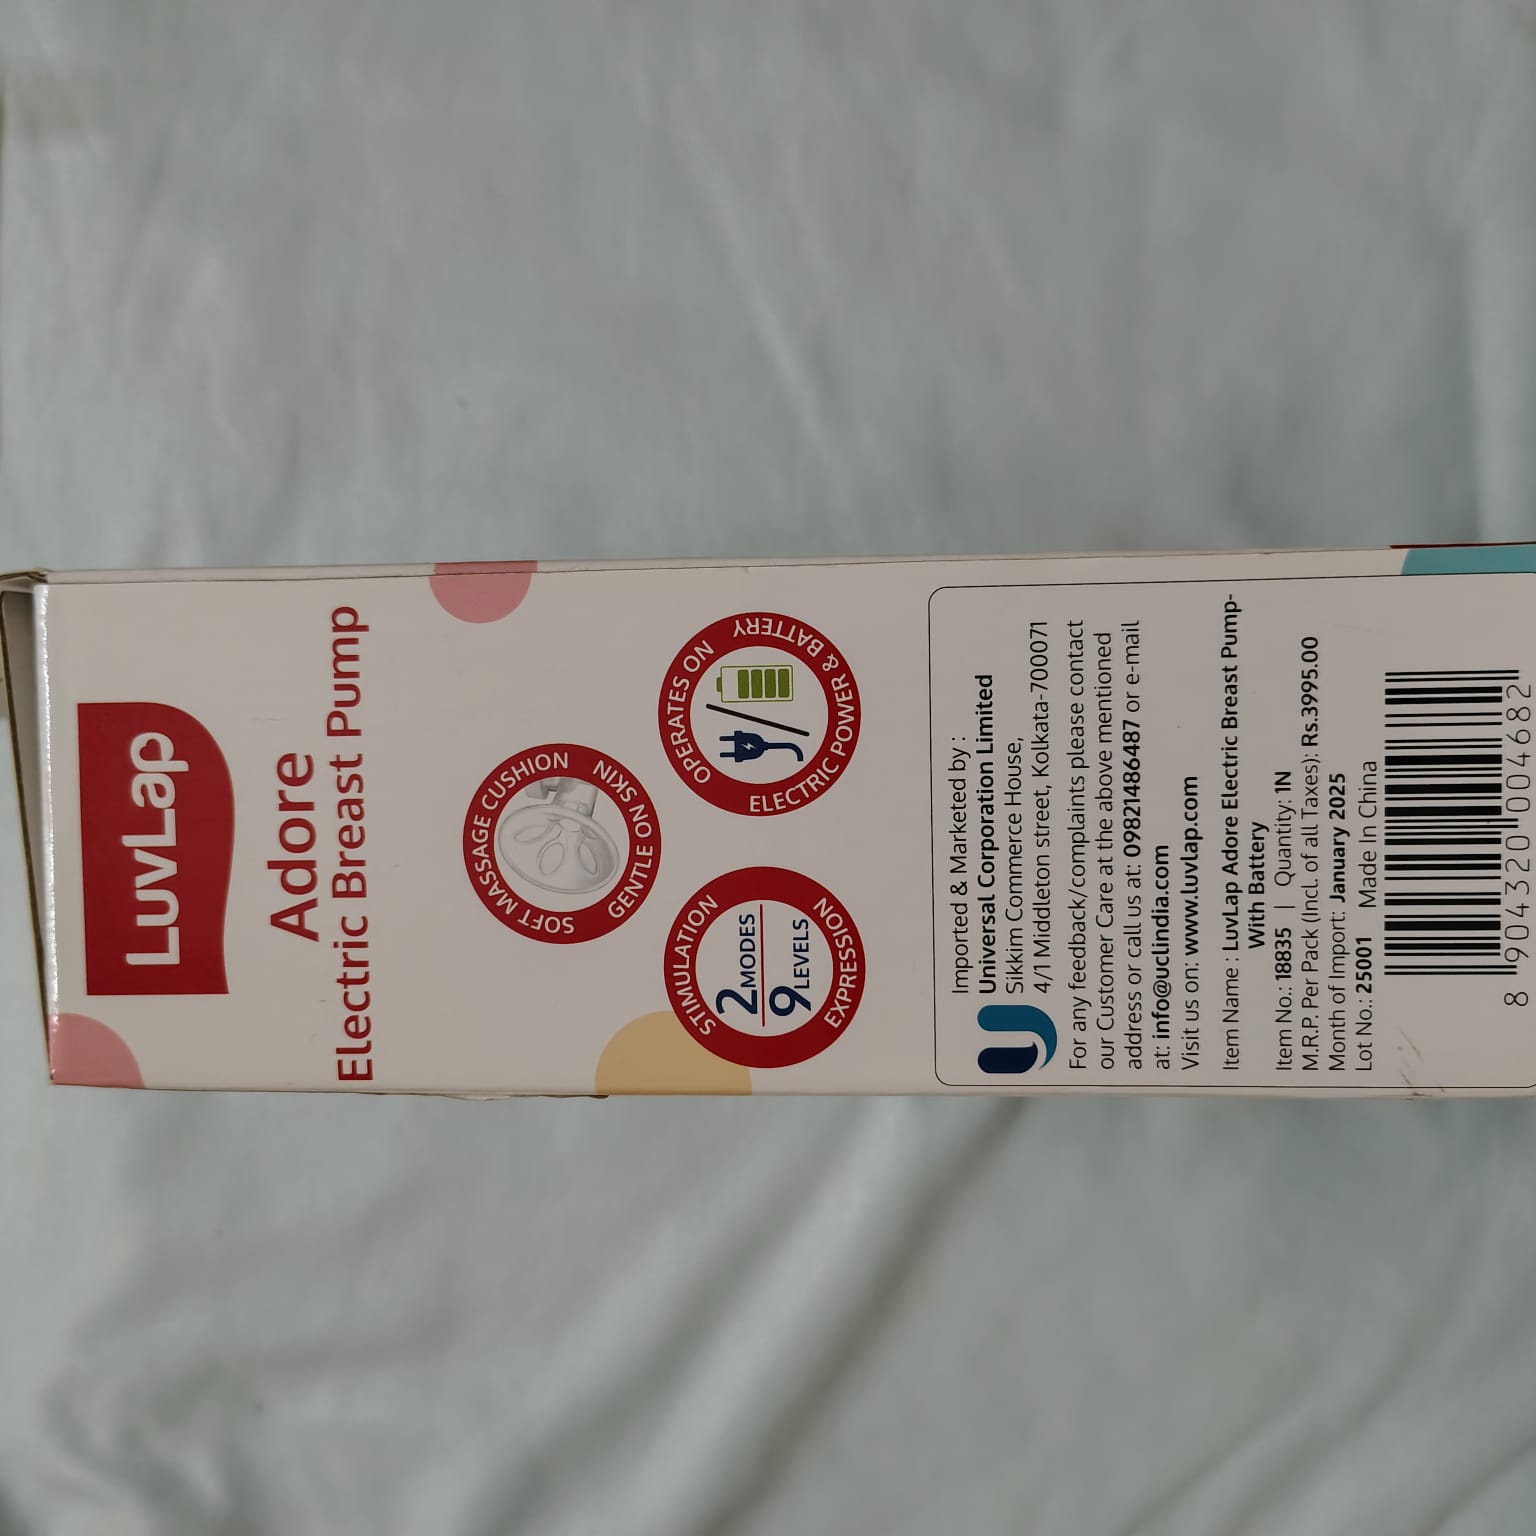 LuvLap
Adore
Electric Breast Pump
SOFT MASSAGE CUSHION
GENTLE ON SKIN
STIMULATION
2 MODES
9 LEVELS
EXPRESSION
OPERATES ON
ELECTRIC POWER & BATTERY
Imported & Marketed by :
Universal Corporation Limited
Sikkim Commerce House,
4/1 Middleton street, Kolkata-700071
For any feedback/complaints please contact
our Customer Care at the above mentioned
address or call us at: 09821486487 or e-mail
at: info@uclindia.com
Visit us on: www.luvlap.com
Item Name : LuvLap Adore Electric Breast Pump-
With Battery
Item No.: 18835 | Quantity: 1N
M.R.P. Per Pack (Incl. of all Taxes): Rs.3995.00
Month of Import: January 2025
Lot No.: 25001 Made In China
8 904320 004682